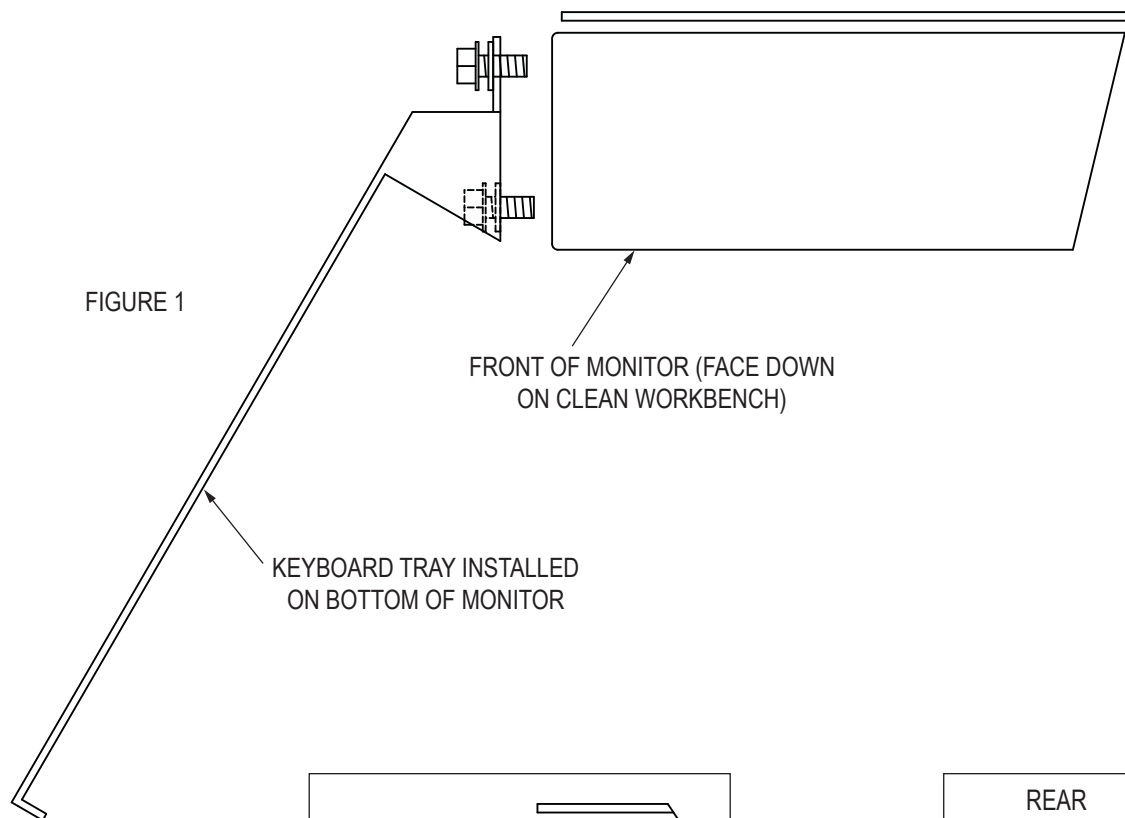 FIGURE 1
FRONT OF MONITOR (FACE DOWN
ON CLEAN WORKBENCH)
KEYBOARD TRAY INSTALLED
ON BOTTOM OF MONITOR
REAR